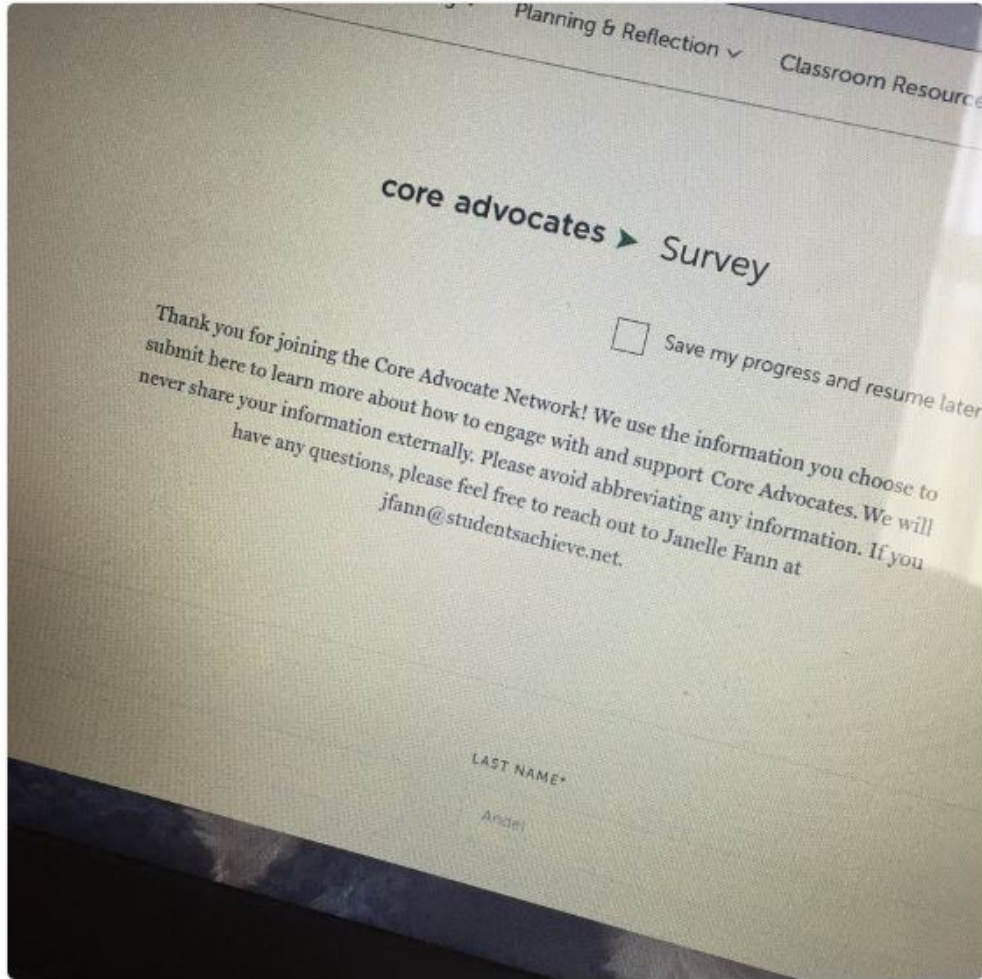 Planning & Reflection
Classroom Resource
core advocates ➤ Survey
Save my progress and resume later
Thank you for joining the Core Advocate Network! We use the information you choose to
submit here to learn more about how to engage with and support Core Advocates. We will
never share your information externally. Please avoid abbreviating any information. If you
have any questions, please feel free to reach out to Janelle Fann at
jfann@studentsachieve.net.
LAST NAME*
Andel